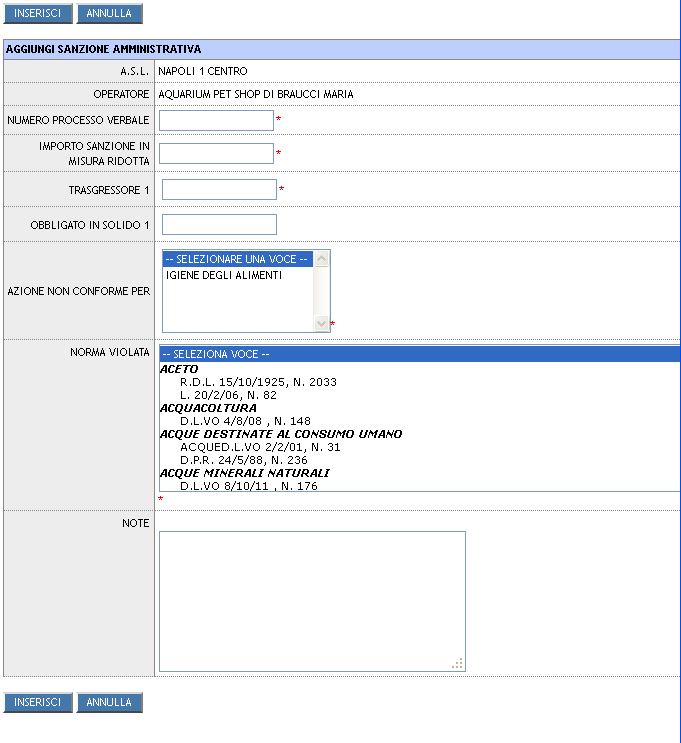 INSERISCI ANNULLA
AGGIUNGI SANZIONE AMMINISTRATIVA
A.S.L. NAPOLI 1 CENTRO
OPERATORE AQUARIUM PET SHOP DI BRAUCCI MARIA
NUMERO PROCESSO VERBALE *
IMPORTO SANZIONE IN
MISURA RIDOTTA *
TRASGRESSORE 1 *
OBBLIGATO IN SOLIDO 1
-- SELEZIONARE UNA VOCE --
IGIENE DEGLI ALIMENTI
AZIONE NON CONFORME PER *
NORMA VIOLATA -- SELEZIONA VOCE --
ACETO
R.D.L. 15/10/1925, N. 2033
L. 20/2/06, N. 82
ACQUACOLTURA
D.L.VO 4/8/08 , N. 148
ACQUE DESTINATE AL CONSUMO UMANO
ACQUED.L.VO 2/2/01, N. 31
D.P.R. 24/5/88, N. 236
ACQUE MINERALI NATURALI
D.L.VO 8/10/11 , N. 176
*
NOTE
INSERISCI ANNULLA